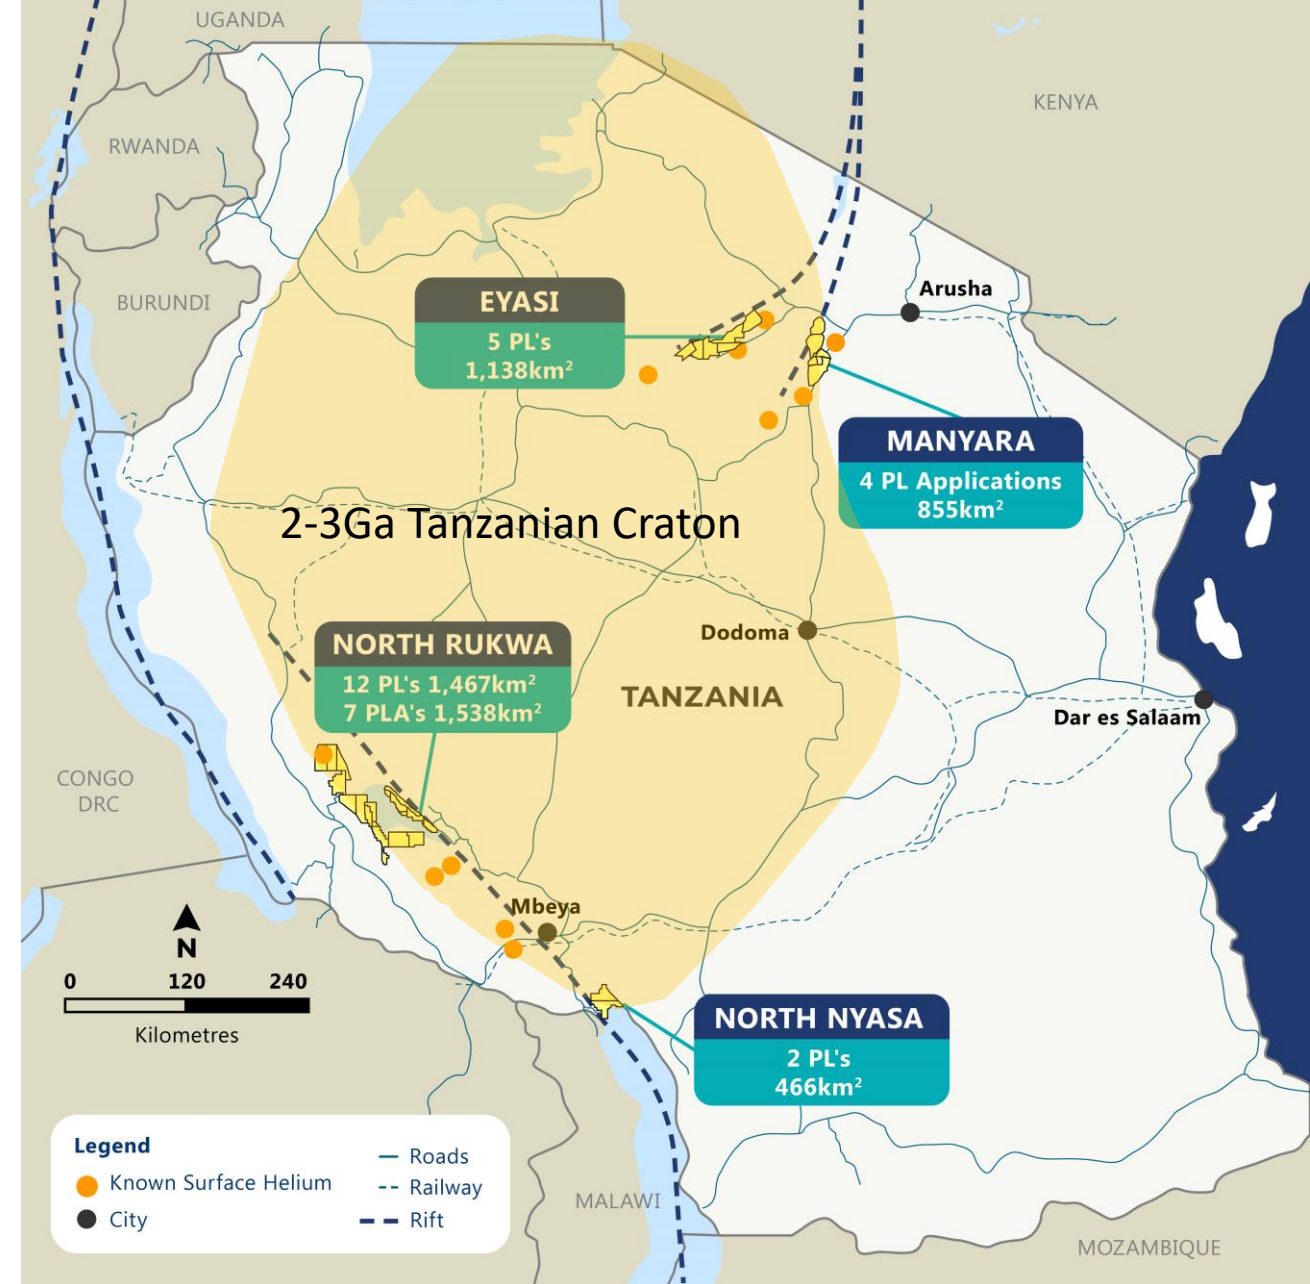 UGANDA
KENYA
RWANDA
BURUNDI
Arusha
EYASI
5 PL's
1,138km²
MANYARA
4 PL Applications
855km²
2-3Ga Tanzanian Craton
Dodoma
NORTH RUKWA
12 PL's 1,467km²
7 PLA's 1,538km²
TANZANIA
Dar es Salaam
CONGO
DRC
Mbeya
N
0 120 240
Kilometres
NORTH NYASA
2 PL's
466km²
Legend
Known Surface Helium
City
Roads
Railway
Rift
MALAWI
MOZAMBIQUE